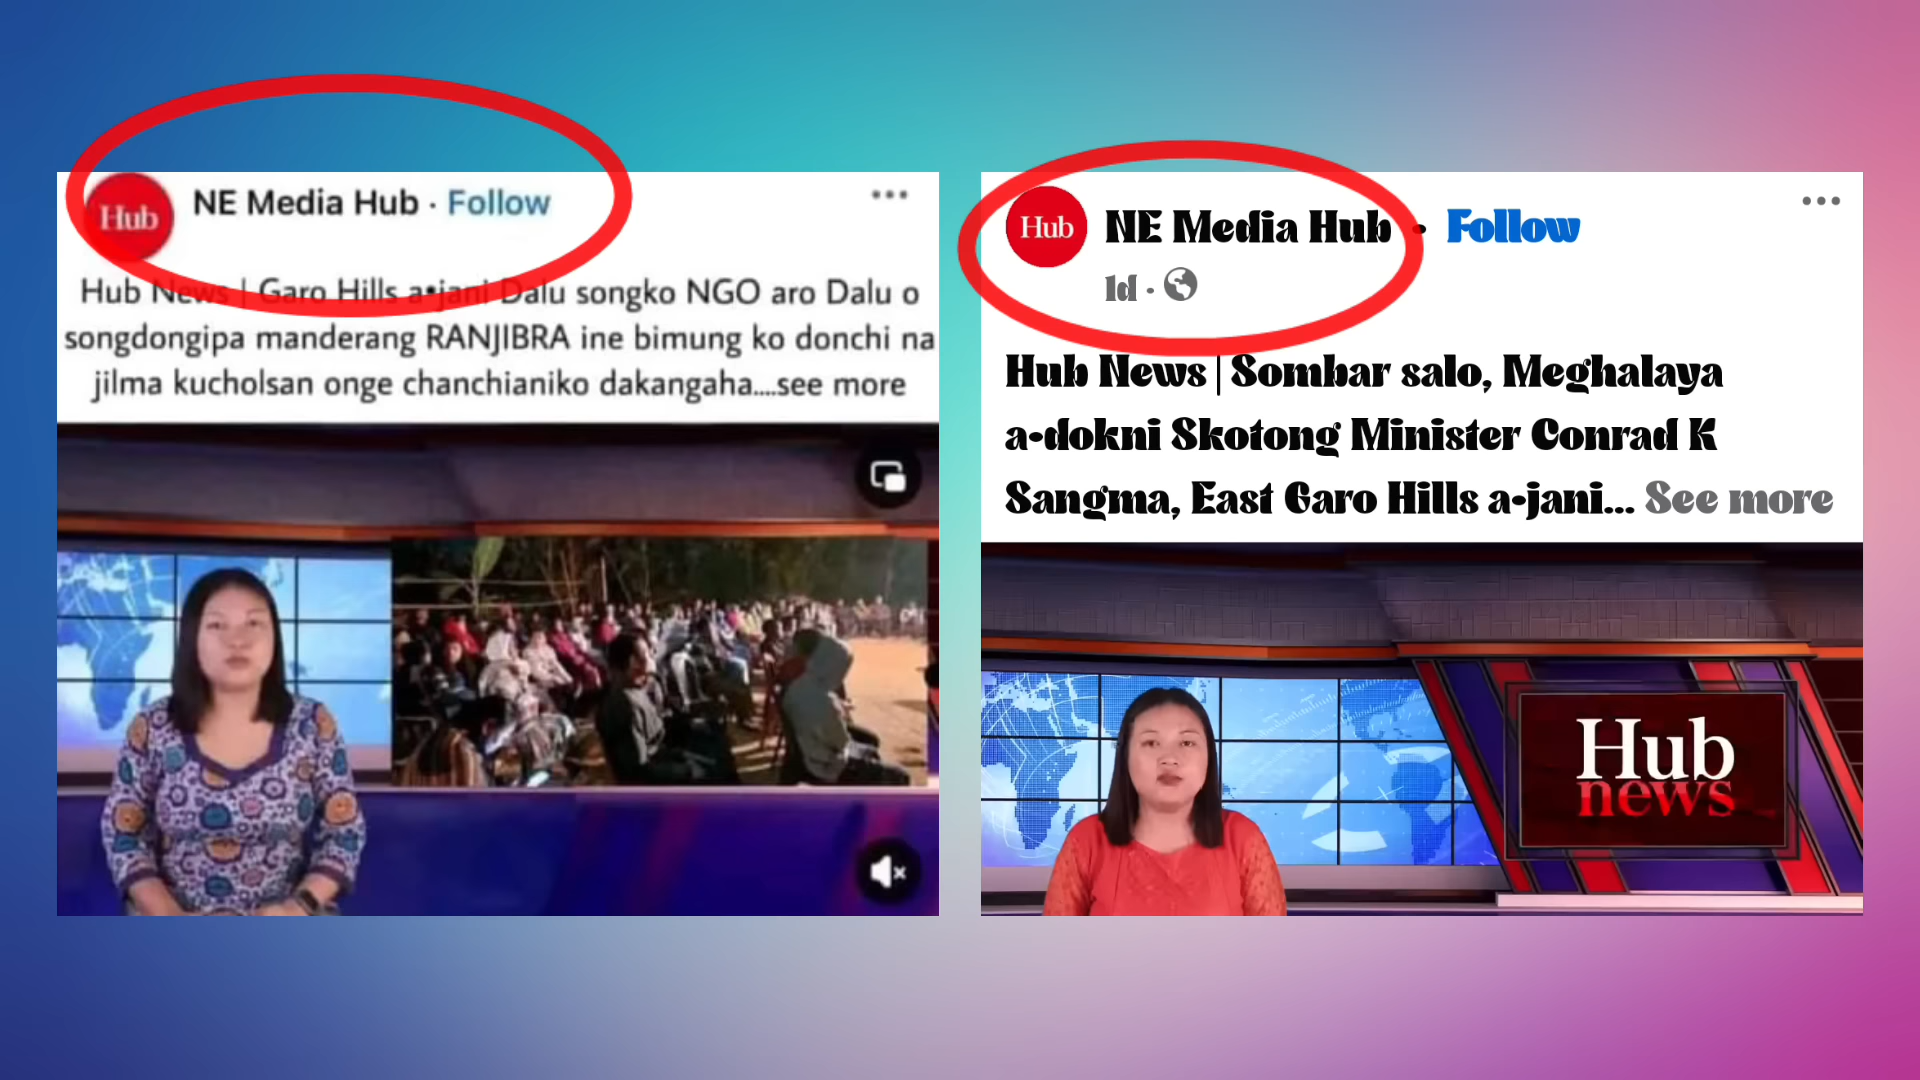 Hub
NE Media Hub · Follow
Hub News | Garo Hills a•jani Dalu songko NGO aro Dalu o
songdongipa manderang RANJIBRA ine bimung ko donchi na
jilma kucholsan onge chanchianiko dakangaha....see more
Hub
NE Media Hub · Follow
1d ·
Hub News | Sombar salo, Meghalaya
a•dokni Skotong Minister Conrad K
Sangma, East Garo Hills a•jani... See more
Hub
news